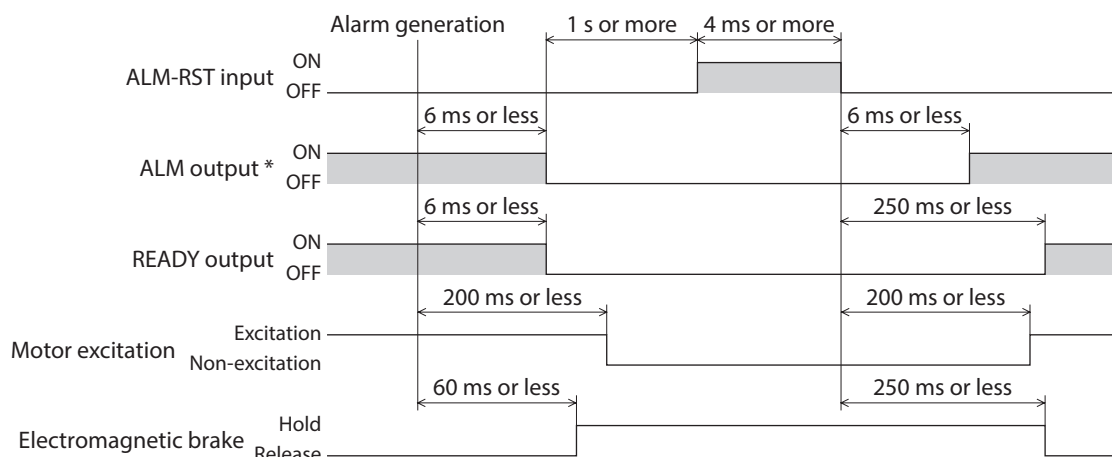 Alarm generation
1 s or more
4 ms or more
ALM-RST input
ON
OFF
6 ms or less
6 ms or less
ALM output *
ON
OFF
6 ms or less
250 ms or less
READY output
ON
OFF
200 ms or less
200 ms or less
Motor excitation
Excitation
Non-excitation
60 ms or less
250 ms or less
Electromagnetic brake
Hold
Release